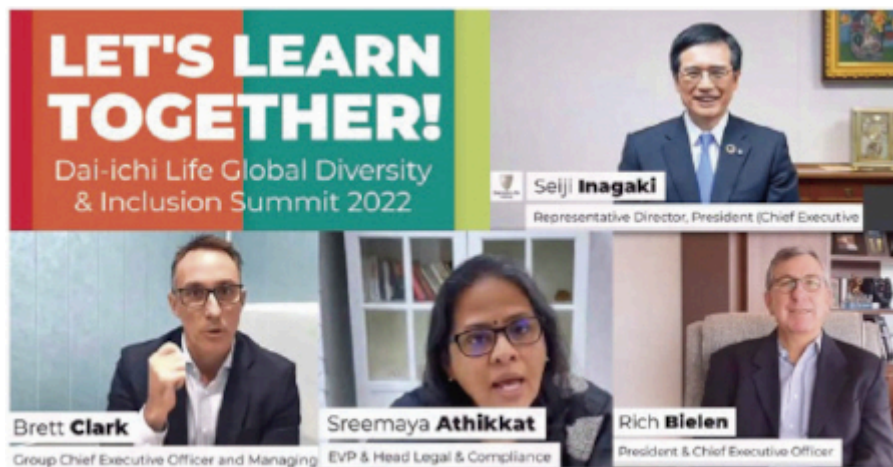 LET'S LEARN
TOGETHER!
Dai-ichi Life Global Diversity
& Inclusion Summit 2022
Seiji Inagaki
Representative Director, President (Chief Executive
Brett Clark
Group Chief Executive Officer and Managing
Sreemaya Athikkat
EVP & Head Legal & Compliance
Rich Bielen
President & Chief Executive Officer